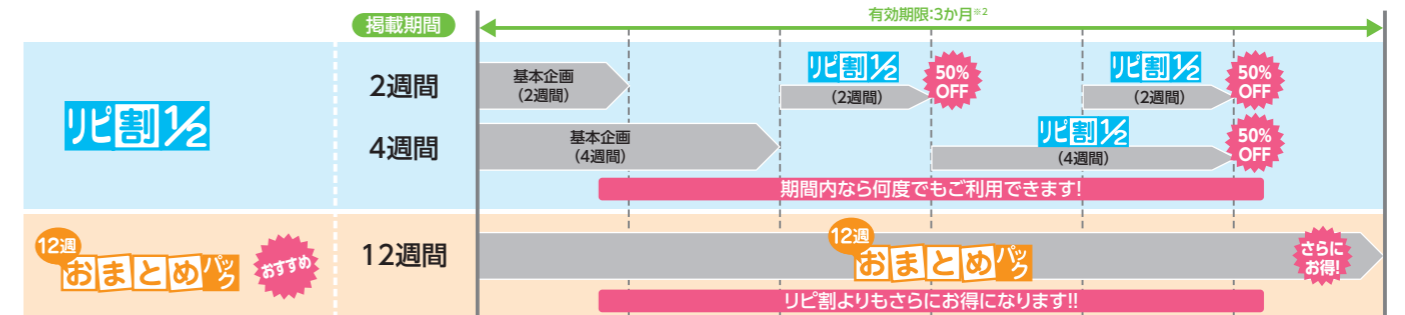 掲載期間
有効期限:3か月※2
リピ割1/2
2週間
基本企画
(2週間)
リピ割1/2
(2週間)
50%
OFF
リピ割1/2
(2週間)
50%
OFF
4週間
基本企画
(4週間)
リピ割1/2
(4週間)
50%
OFF
期間内なら何度でもご利用できます!
12週
おまとめパック
おすすめ
12週間
12週
おまとめパック
さらに
お得!
リピ割よりもさらにお得になります!!